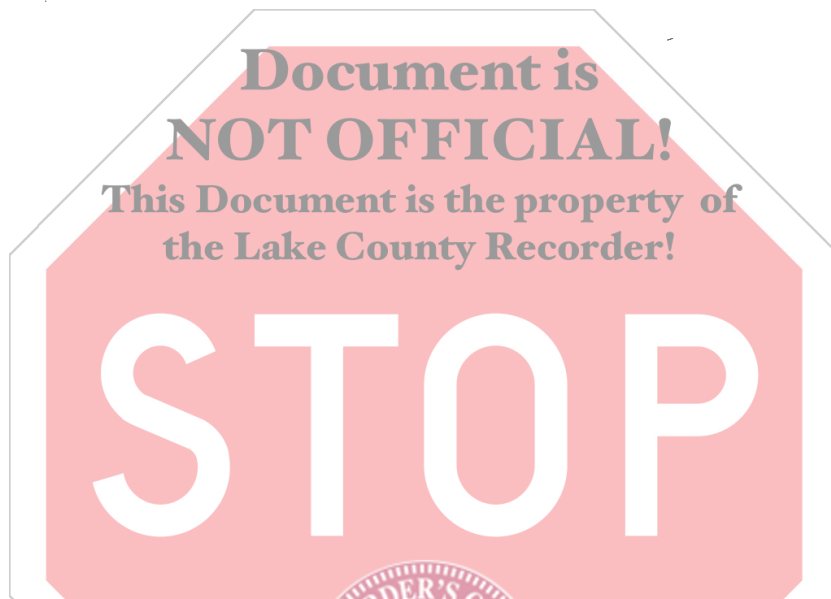 Document is
NOT OFFICIAL!
This Document is the property of
the Lake County Recorder!
STOP